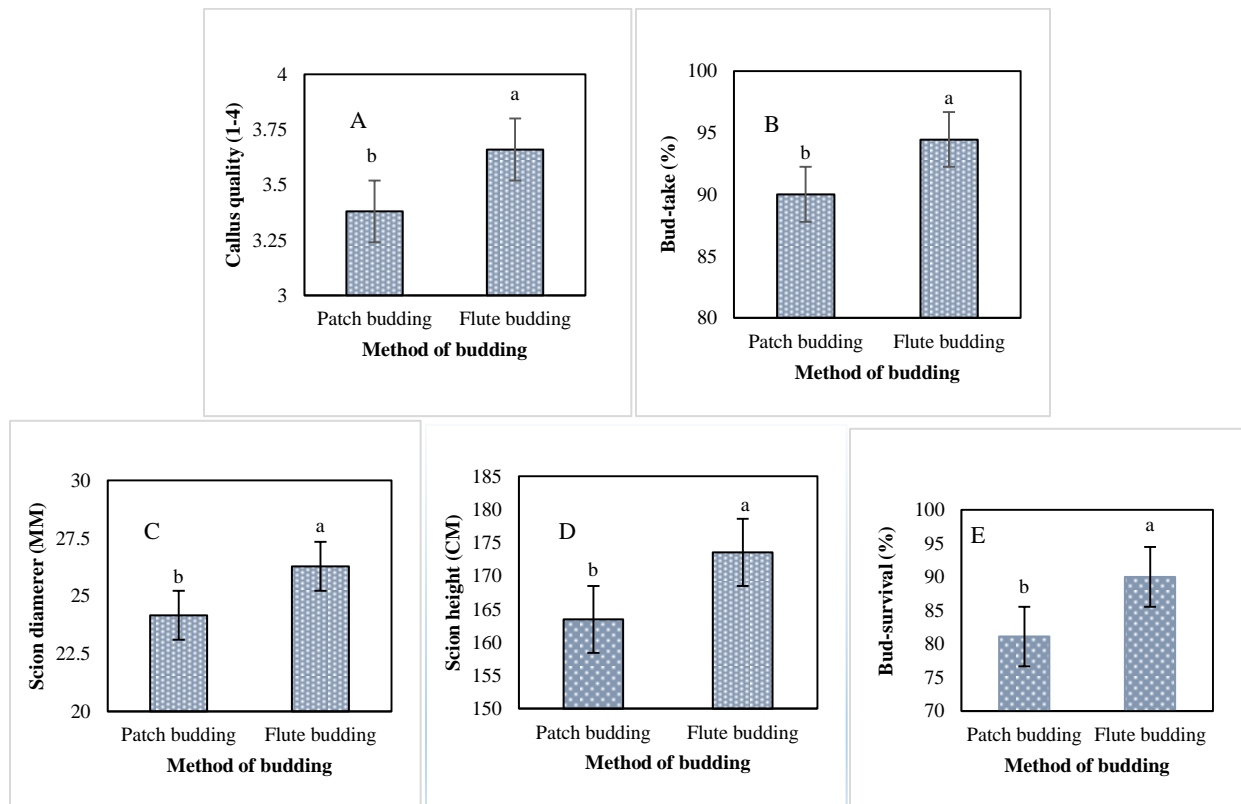 4
3.75
3.5
3.25
3
Callus quality (1-4)
A
b
a
Patch budding
Flute budding
Method of budding
100
95
90
85
80
Bud-take (%)
B
b
a
Patch budding
Flute budding
Method of budding
30
27.5
25
22.5
20
Scion diamerer (MM)
C
b
a
Patch budding
Flute budding
Method of budding
185
180
175
170
165
160
155
150
Scion height (CM)
D
b
a
Patch budding
Flute budding
Method of budding
100
95
90
85
80
75
70
Bud-survival (%)
E
b
a
Patch budding
Flute budding
Method of budding